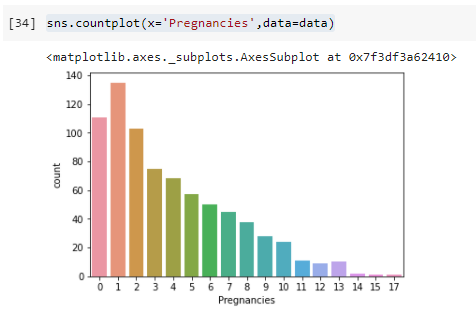 [34] sns.countplot(x='Pregnancies',data=data)
<matplotlib.axes._subplots.AxesSubplot at 0x7f3df3a62410>
140
120
100
80
60
40
20
0
count
0 1 2 3 4 5 6 7 8 9 10 11 12 13 14 15 17
Pregnancies